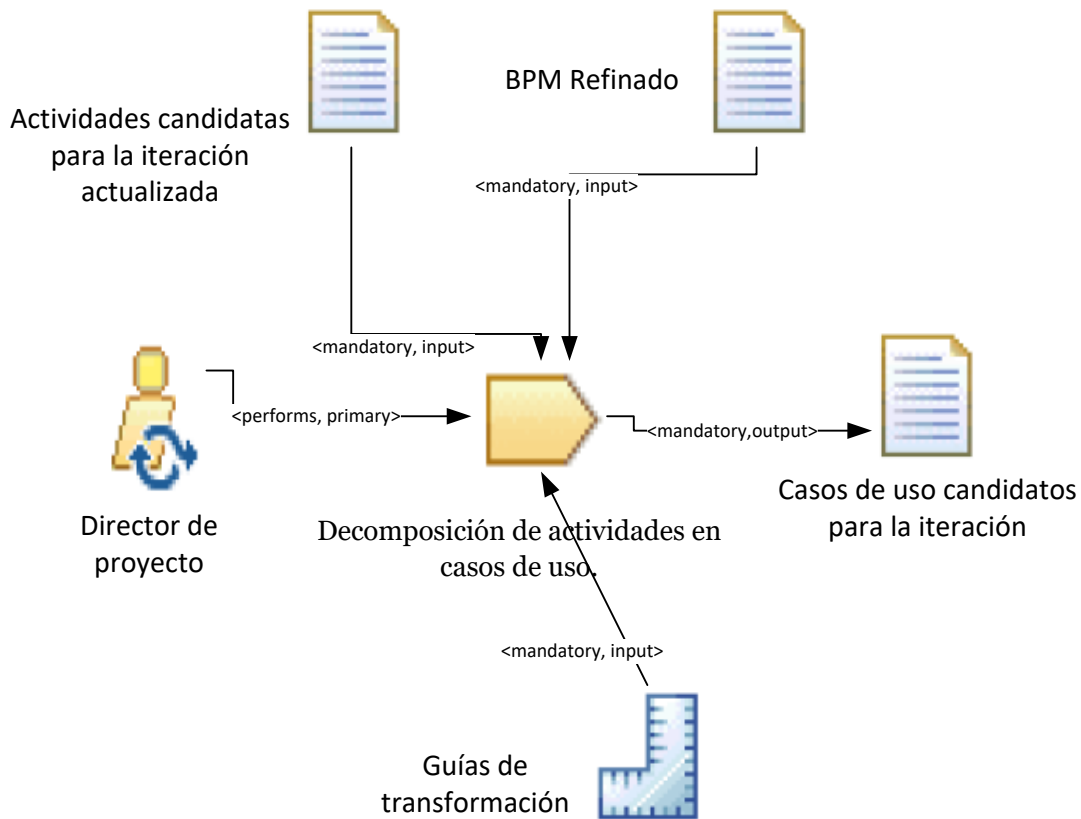 BPM Refinado
Actividades candidatas
para la iteración
actualizada
<mandatory, input>
<mandatory, input>
<performs, primary>
<mandatory,output>
Director de
proyecto
Decomposición de actividades en
casos de uso.
Casos de uso candidatos
para la iteración
<mandatory, input>
Guías de
transformación